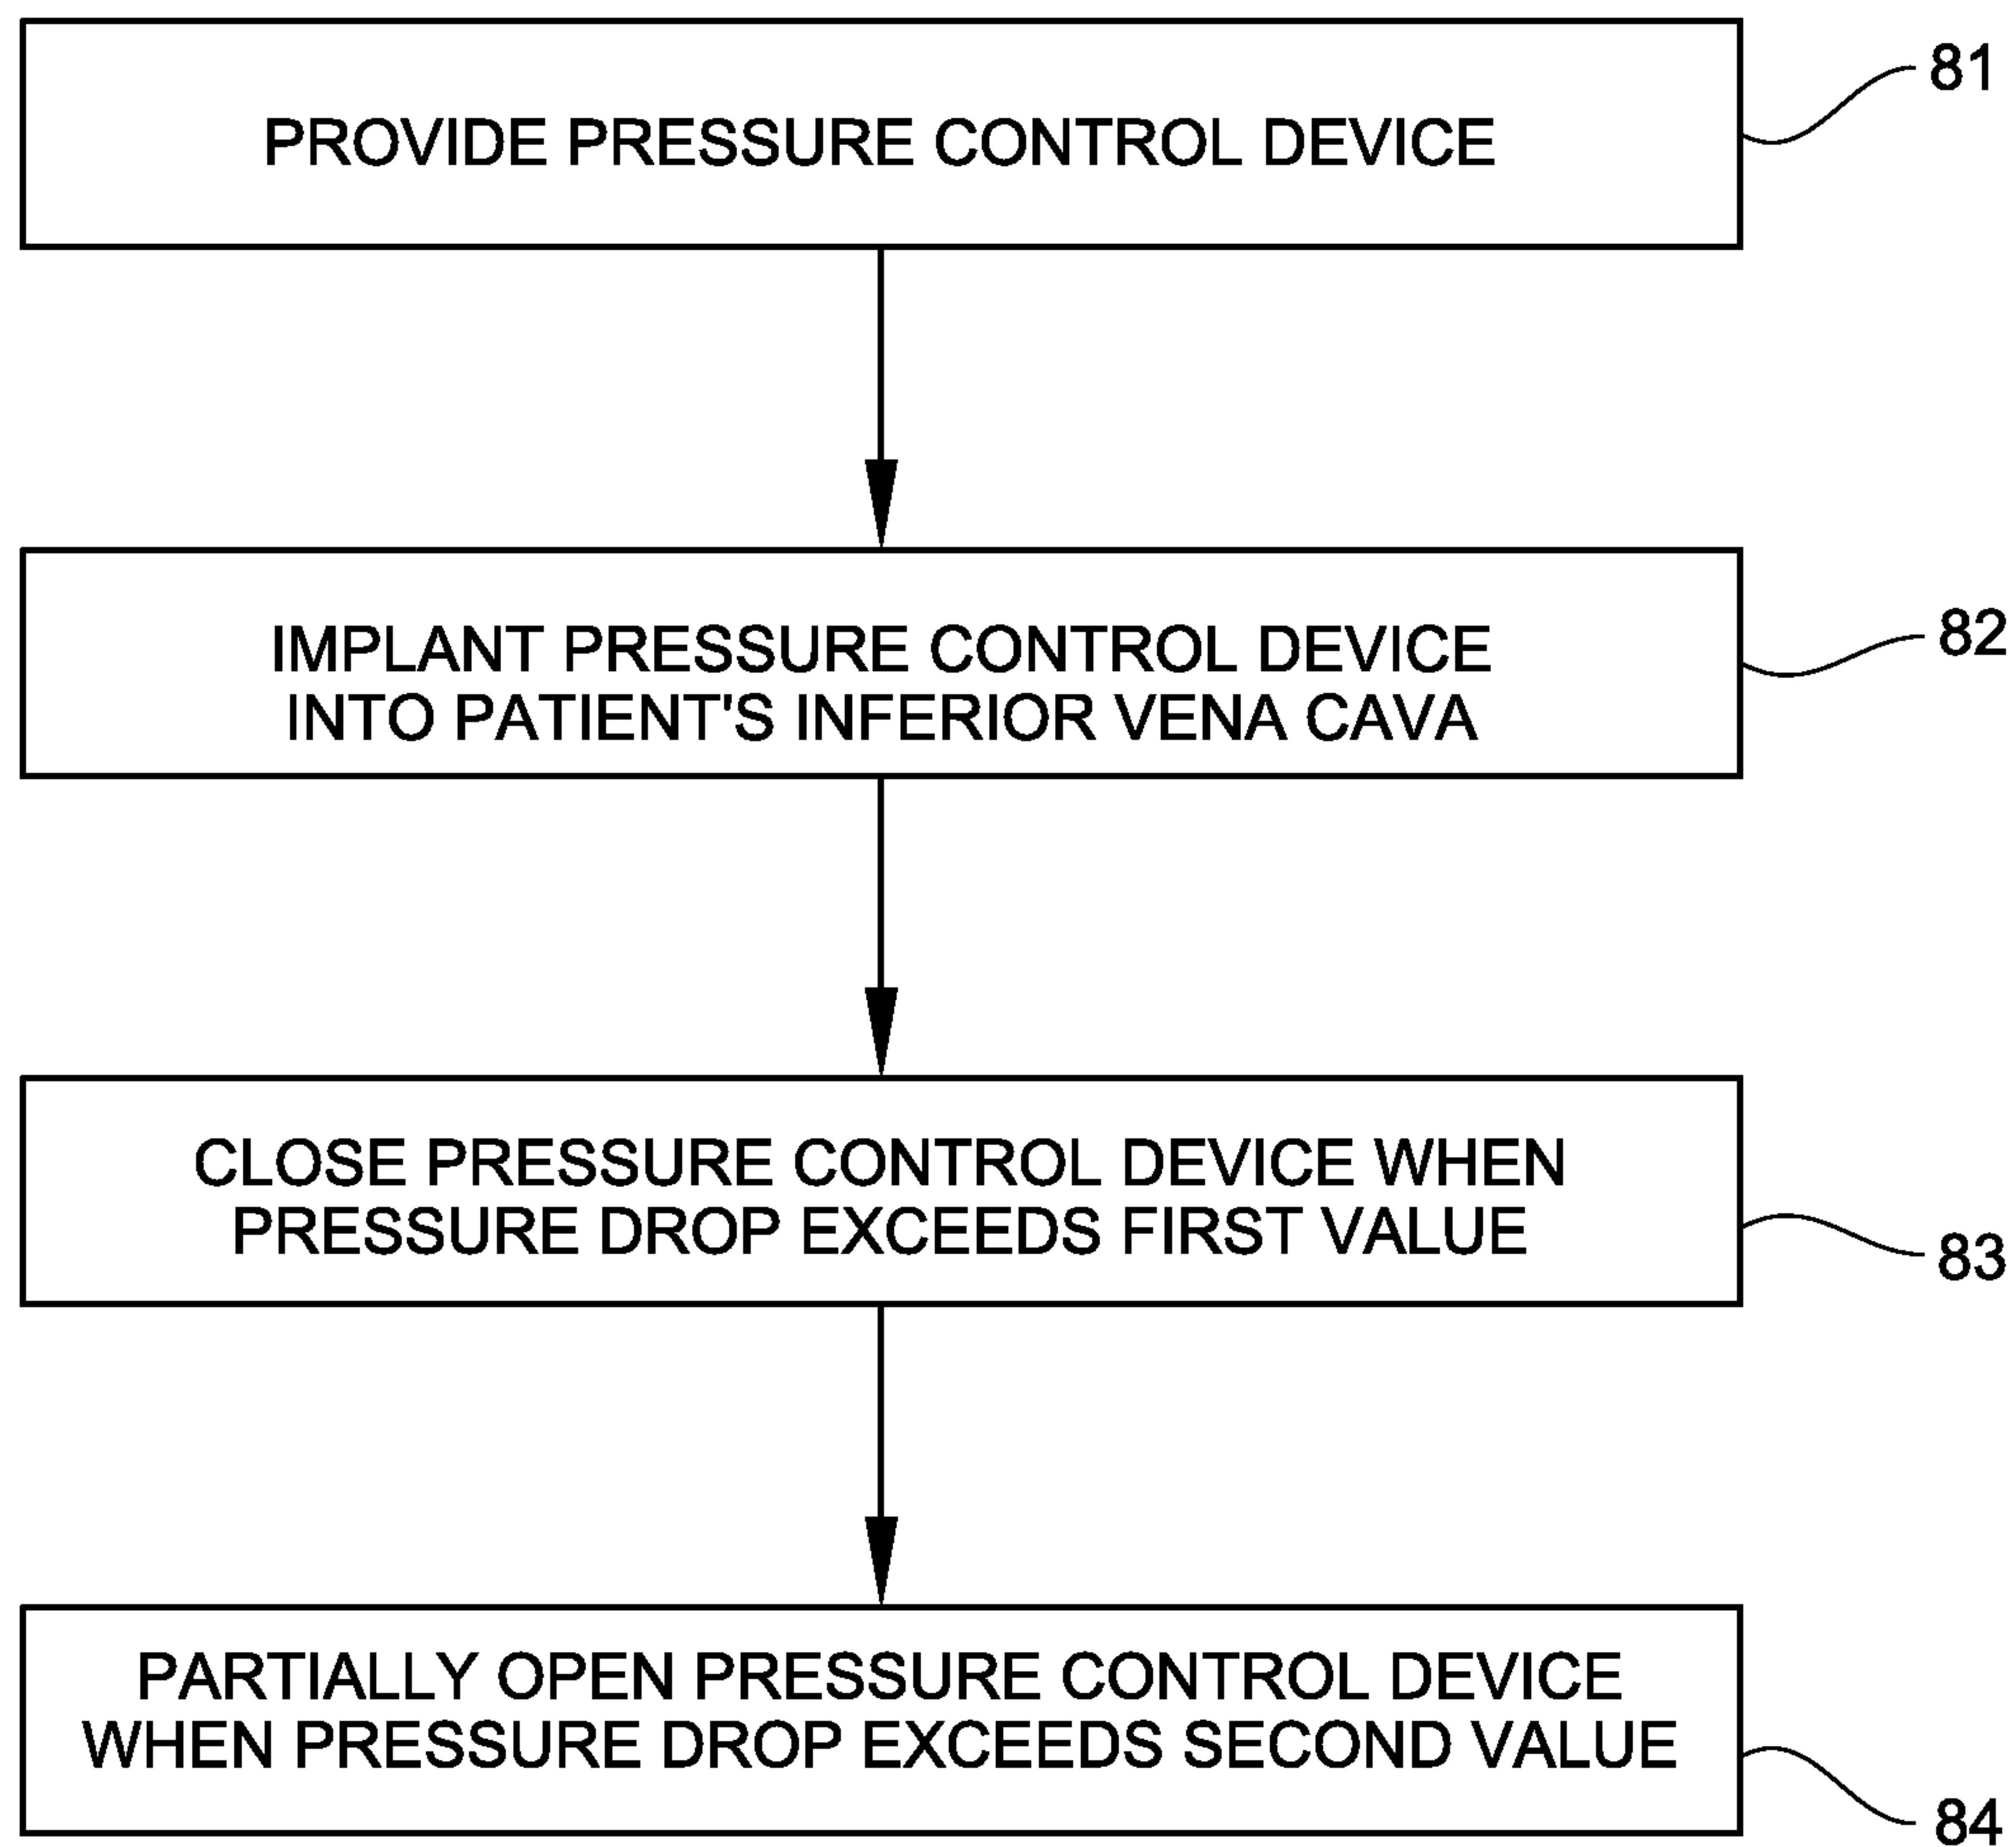 PROVIDE PRESSURE CONTROL DEVICE
81
IMPLANT PRESSURE CONTROL DEVICE
INTO PATIENT'S INFERIOR VENA CAVA
82
CLOSE PRESSURE CONTROL DEVICE WHEN
PRESSURE DROP EXCEEDS FIRST VALUE
83
PARTIALLY OPEN PRESSURE CONTROL DEVICE
WHEN PRESSURE DROP EXCEEDS SECOND VALUE
84